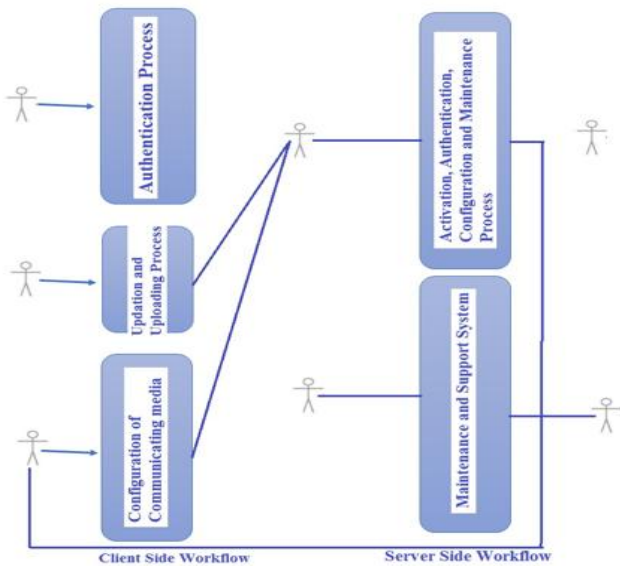 Authentication Process
Updation and
Uploading Process
Configuration of
Communicating media
Activation, Authentication,
Configuration and Maintenance
Process
Maintenance and Support System
Client Side Workflow
Server Side Workflow